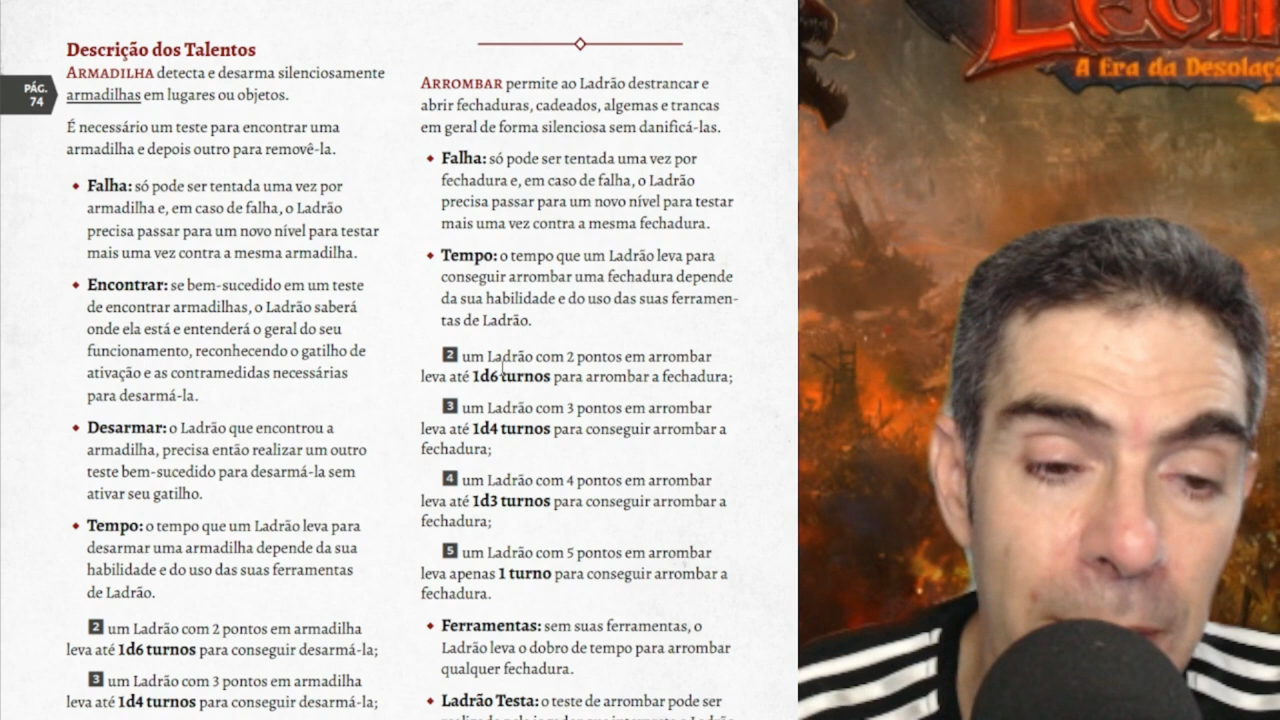 Descrição dos Talentos
ARMADILHA detecta e desarma silenciosamente
armadilhas em lugares ou objetos.
PÁG.
74
É necessário um teste para encontrar uma
armadilha e depois outro para removê-la.
Falha: só pode ser tentada uma vez por
armadilha e, em caso de falha, o Ladrão
precisa passar para um novo nível para testar
mais uma vez contra a mesma armadilha.
Encontrar: se bem-sucedido em um teste
de encontrar armadilhas, o Ladrão saberá
onde ela está e entenderá o geral do seu
funcionamento, reconhecendo o gatilho de
ativação e as contramedidas necessárias
para desarmá-la.
Desarmar: o Ladrão que encontrou a
armadilha, precisa então realizar um outro
teste bem-sucedido para desarmá-la sem
ativar seu gatilho.
Tempo: o tempo que um Ladrão leva para
desarmar uma armadilha depende da sua
habilidade e do uso das suas ferramentas
de Ladrão.
2 um Ladrão com 2 pontos em armadilha
leva até 1d6 turnos para conseguir desarmá-la;
3 um Ladrão com 3 pontos em armadilha
leva até 1d4 turnos para conseguir desarmá-la;
ARROMBAR permite ao Ladrão destrancar e
abrir fechaduras, cadeados, algemas e trancas
em geral de forma silenciosa sem danificá-las.
Falha: só pode ser tentada uma vez por
fechadura e, em caso de falha, o Ladrão
precisa passar para um novo nível para testar
mais uma vez contra a mesma fechadura.
Tempo: o tempo que um Ladrão leva para
conseguir arrombar uma fechadura depende
da sua habilidade e do uso das suas ferramen-
tas de Ladrão.
2 um Ladrão com 2 pontos em arrombar
leva até 1d6 turnos para arrombar a fechadura;
3 um Ladrão com 3 pontos em arrombar
leva até 1d4 turnos para conseguir arrombar a
fechadura;
4 um Ladrão com 4 pontos em arrombar
leva até 1d3 turnos para conseguir arrombar a
fechadura;
5 um Ladrão com 5 pontos em arrombar
leva apenas 1 turno para conseguir arrombar a
fechadura.
Ferramentas: sem suas ferramentas, o
Ladrão leva o dobro de tempo para arrombar
qualquer fechadura.
Ladrão Testa: o teste de arrombar pode ser
A Era da Desolaç